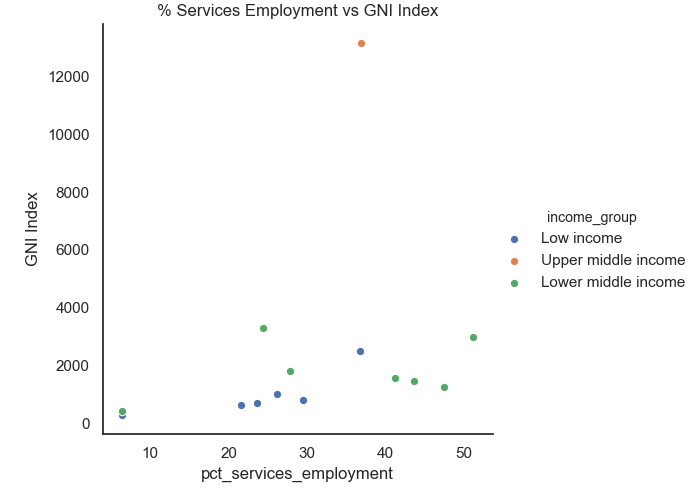 % Services Employment vs GNI Index
12000
10000
8000
6000
4000
2000
0
GNI Index
10 20 30 40 50
pct_services_employment
income_group
Low income
Upper middle income
Lower middle income